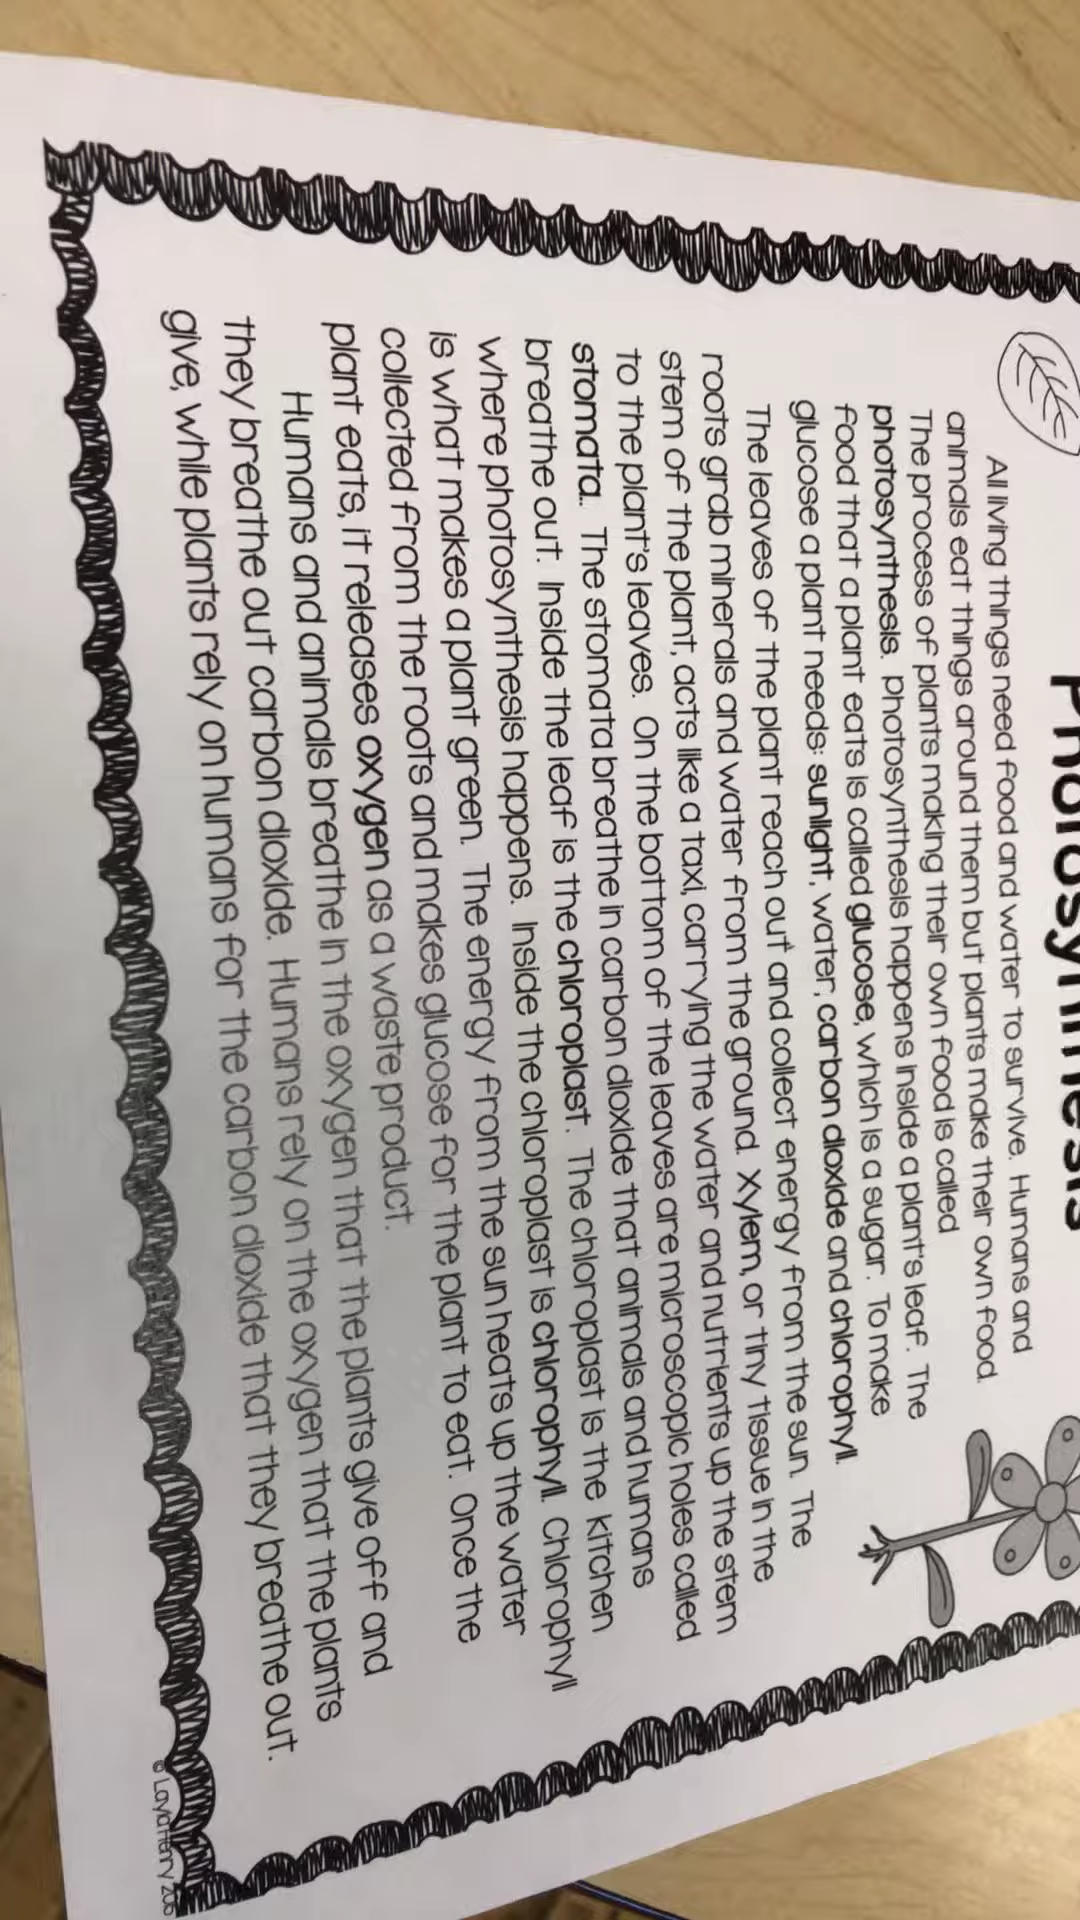 Photosynthesis
All living things need food and water to survive. Humans and
animals eat things around them but plants make their own food.
The process of plants making their own food is called
photosynthesis. Photosynthesis happens inside a plant's leaf. The
food that a plant eats is called glucose, which is a sugar. To make
glucose a plant needs: sunlight, water, carbon dioxide and chlorophyll.
The leaves of the plant reach out and collect energy from the sun. The
roots grab minerals and water from the ground. Xylem, or tiny tissue in the
stem of the plant, acts like a taxi, carrying the water and nutrients up the stem
to the plant's leaves. On the bottom of the leaves are microscopic holes called
stomata. The stomata breathe in carbon dioxide that animals and humans
breathe out. Inside the leaf is the chloroplast. The chloroplast is the kitchen
where photosynthesis happens. Inside the chloroplast is chlorophyll. Chlorophyll
is what makes a plant green. The energy from the sun heats up the water
collected from the roots and makes glucose for the plant to eat. Once the
plant eats, it releases oxygen as a waste product.
Humans and animals breathe in the oxygen that the plants give off and
they breathe out carbon dioxide. Humans rely on the oxygen that the plants
give, while plants rely on humans for the carbon dioxide that they breathe out.
© Layla Henry